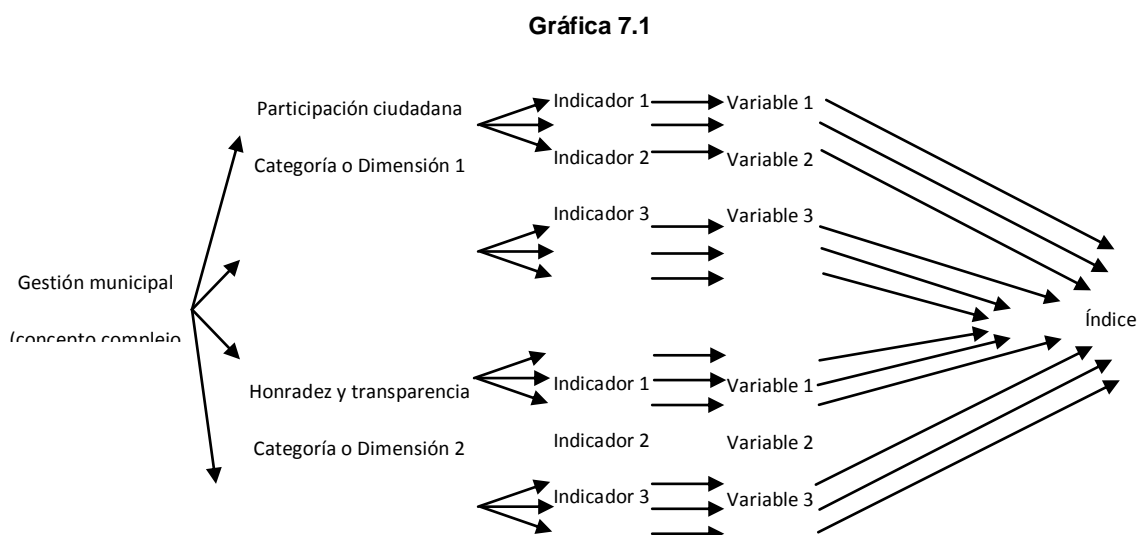 Gráfica 7.1
Gestión municipal
(concepto complejo
Participación ciudadana
Categoría o Dimensión 1
Honradez y transparencia
Categoría o Dimensión 2
Indicador 1
Indicador 2
Indicador 3
Indicador 1
Indicador 2
Indicador 3
Variable 1
Variable 2
Variable 3
Variable 1
Variable 2
Variable 3
Índice